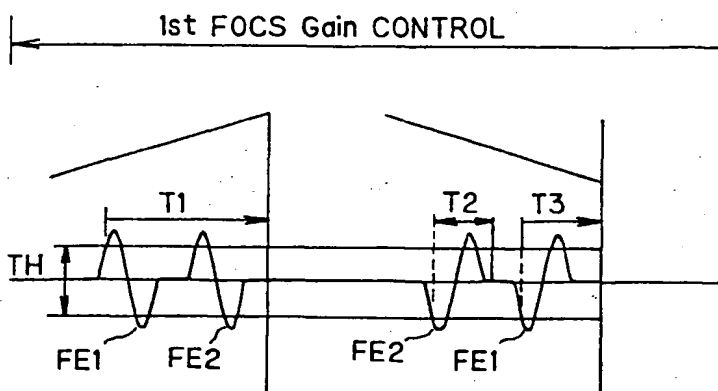 1st FOCS Gain CONTROL
T1
T2
T3
TH
FE1
FE2
FE2
FE1